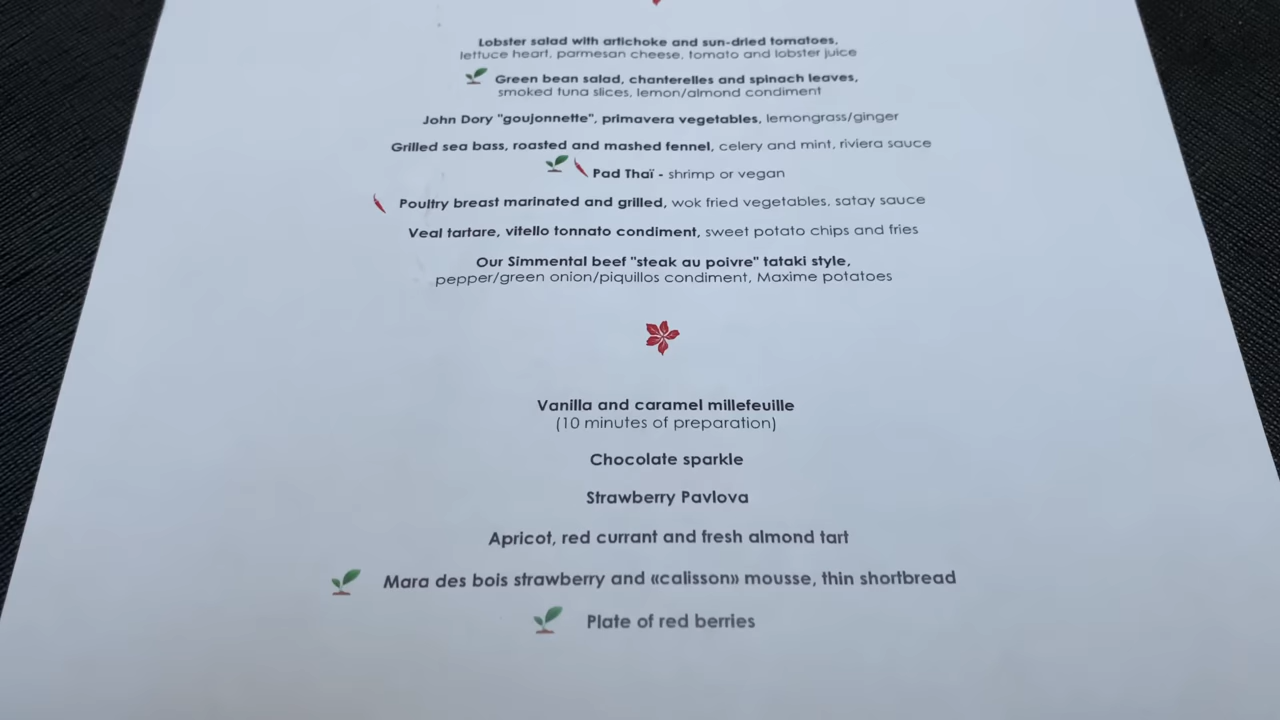 Lobster salad with artichoke and sun-dried tomatoes,
lettuce heart, parmesan cheese, tomato and lobster juice
Green bean salad, chanterelles and spinach leaves,
smoked tuna slices, lemon/almond condiment
John Dory "goujonnette", primavera vegetables, lemongrass/ginger
Grilled sea bass, roasted and mashed fennel, celery and mint, riviera sauce
Pad Thaï - shrimp or vegan
Poultry breast marinated and grilled, wok fried vegetables, satay sauce
Veal tartare, vitello tonnato condiment, sweet potato chips and fries
Our Simmental beef "steak au poivre" tataki style,
pepper/green onion/piquillos condiment, Maxime potatoes
Vanilla and caramel millefeuille
(10 minutes of preparation)
Chocolate sparkle
Strawberry Pavlova
Apricot, red currant and fresh almond tart
Mara des bois strawberry and «calisson» mousse, thin shortbread
Plate of red berries